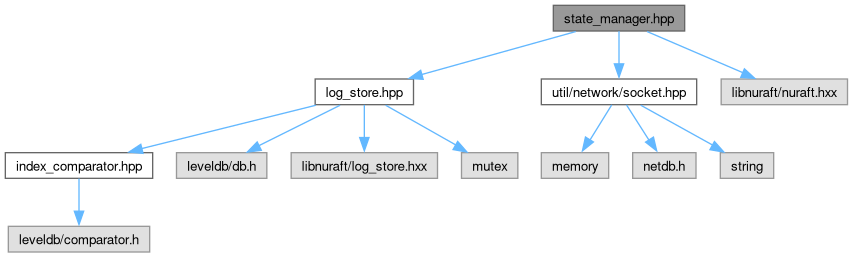 state_manager.hpp
log_store.hpp
util/network/socket.hpp
libnuraft/nuraft.hxx
index_comparator.hpp
leveldb/db.h
libnuraft/log_store.hxx
mutex
memory
netdb.h
string
leveldb/comparator.h